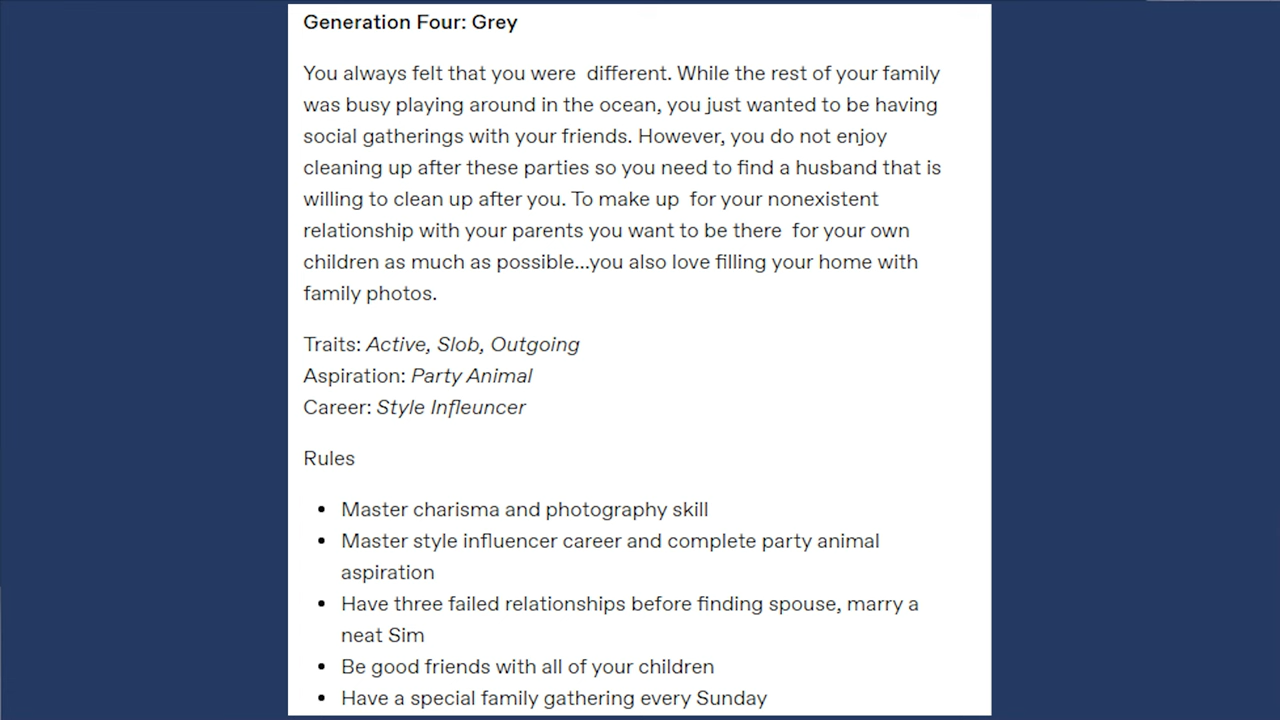 Generation Four: Grey
You always felt that you were  different. While the rest of your family
was busy playing around in the ocean, you just wanted to be having
social gatherings with your friends. However, you do not enjoy
cleaning up after these parties so you need to find a husband that is
willing to clean up after you. To make up  for your nonexistent
relationship with your parents you want to be there  for your own
children as much as possible...you also love filling your home with
family photos.
Traits: Active, Slob, Outgoing
Aspiration: Party Animal
Career: Style Infleuncer
Rules
• Master charisma and photography skill
• Master style influencer career and complete party animal
aspiration
• Have three failed relationships before finding spouse, marry a
neat Sim
• Be good friends with all of your children
• Have a special family gathering every Sunday